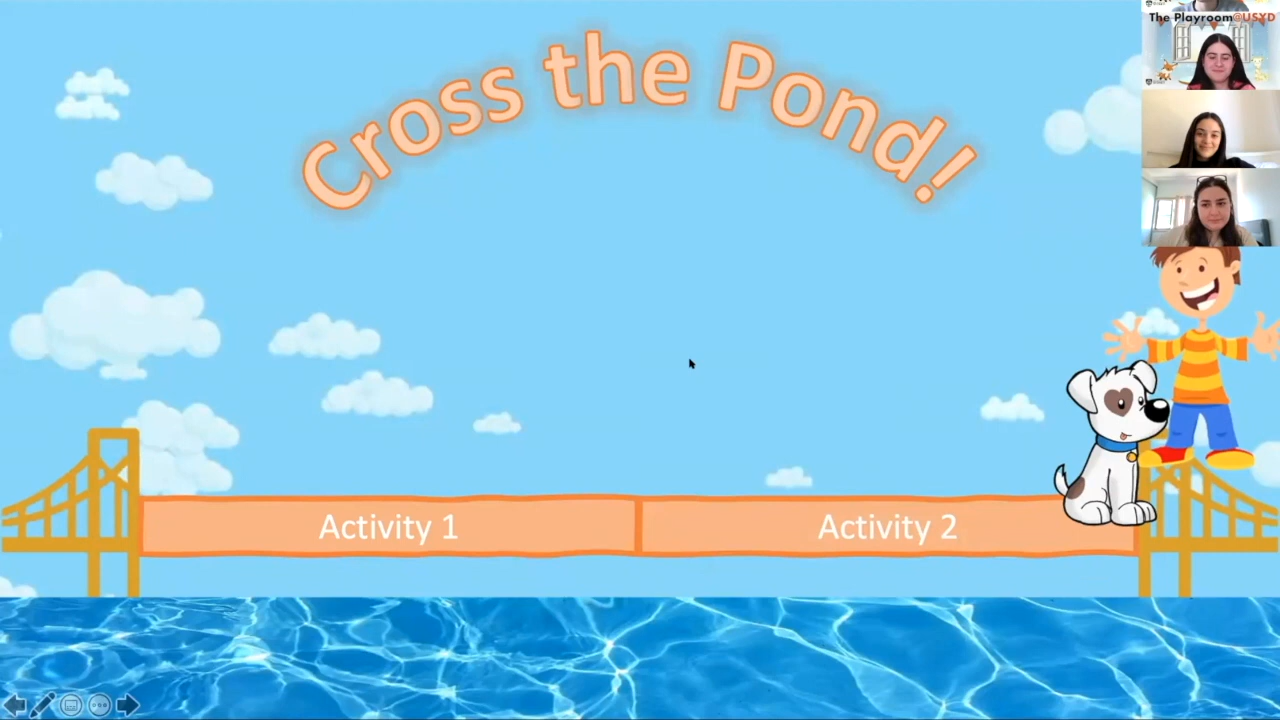 Cross the Pond!
The Playroom@USYD
Activity 1
Activity 2